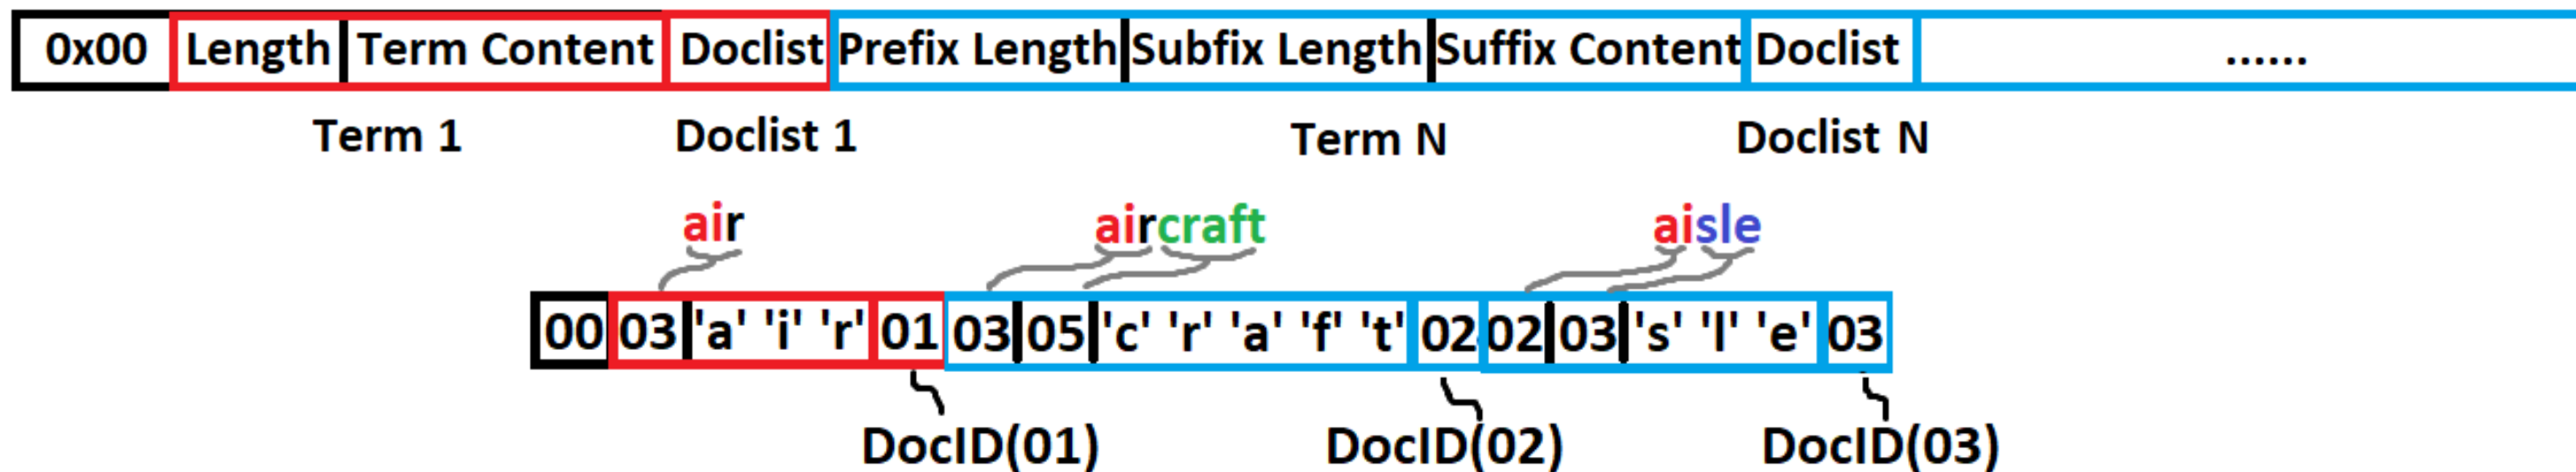 0x00 Length Term Content Doclist Prefix Length Subfix Length Suffix Content Doclist ......
Term 1 Doclist 1 Term N Doclist N
air aircraft aisle
00 03 'a' 'i' 'r' 01 03 05 'c' 'r' 'a' 'f' 't' 02 02 03 's' 'l' 'e' 03
DocID(01) DocID(02) DocID(03)